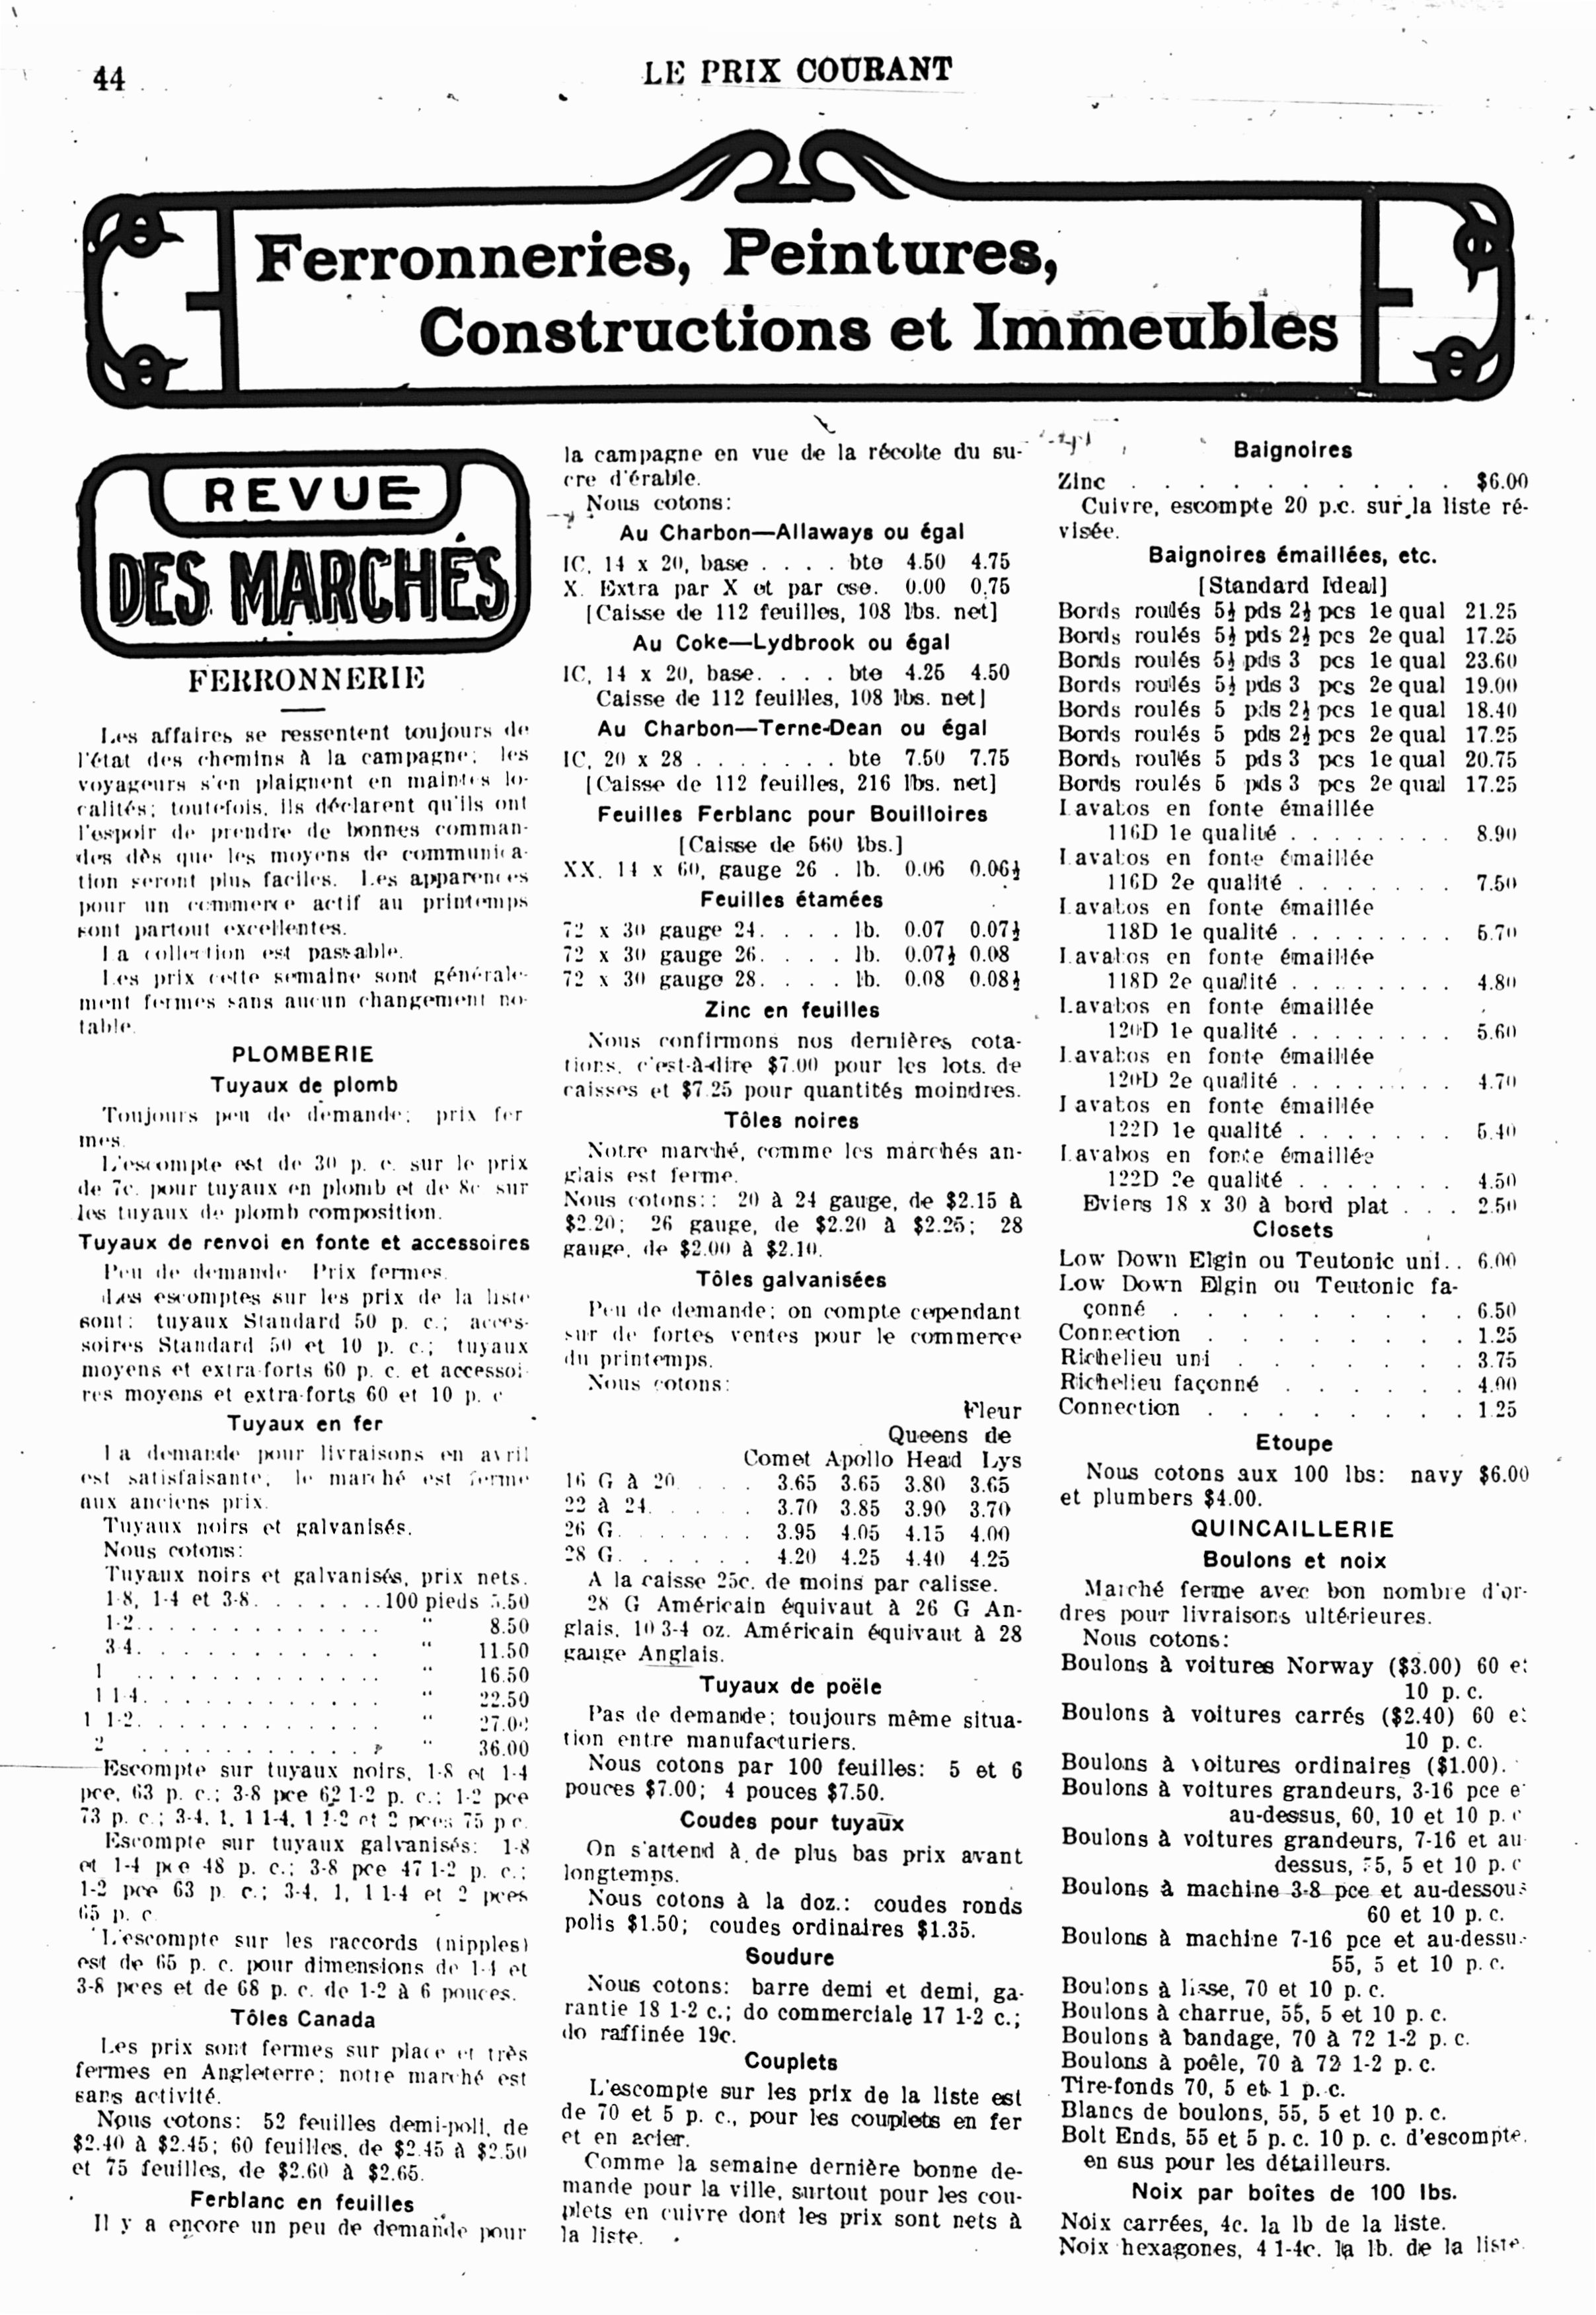 44
LE PRIX COURANT
Ferronneries, Peintures,
Constructions et Immeubles
REVUE
DES MARCHÉS
FERRONNERIE
Les affaires se ressentent toujours de
l'état des chemins à la campagne; les
voyageurs s'en plaignent en maintes lo-
calités; toutefois, ils déclarent qu'ils ont
l'espoir de prendre de bonnes comman-
des dès que les moyens de communica-
tion seront plus faciles. Les apparences
pour un commerce actif au printemps
sont partout excellentes.
La collection est passable.
Les prix cette semaine sont générale-
ment fermes sans aucun changement no-
table.
PLOMBERIE
Tuyaux de plomb
Toujours peu de demande; prix fer
mes.
L'escompte est de 30 p. c. sur le prix
de 7c. pour tuyaux en plomb et de 8c sur
les tuyaux de plomb composition.
Tuyaux de renvoi en fonte et accessoires
Peu de demande Prix fermes.
Les escomptes sur les prix de la liste
sont: tuyaux Standard 50 p. c.; acces-
soires Standard 50 et 10 p. c.; tuyaux
moyens et extra-forts 60 p. c. et accessoi-
res moyens et extra-forts 60 et 10 p. c
Tuyaux en fer
La demande pour livraisons en avril
est satisfaisante; le marché est ferme
aux anciens prix.
Tuyaux noirs et galvanisés.
Nous cotons:
Tuyaux noirs et galvanisés, prix nets.
1-8, 1-4 et 3-8. . . . . . . 100 pieds 5.50
1-2. . . . . . . . . . . . " 8.50
3-4. . . . . . . . . . . " 11.50
1 . . . . . . . . . . . . " 16.50
1 1-4. . . . . . . . . . . . " 22.50
1 1-2. . . . . . . . . . . . " 27.00
2 . . . . . . . . . . . . " 36.00
Escompte sur tuyaux noirs, 1-8 et 1-4
pce, 63 p. c.; 3-8 pce 62 1-2 p. c.; 1-2 pce
73 p. c.; 3-4, 1, 1 1-4, 1 1-2 et 2 pces 75 p c.
Escompte sur tuyaux galvanisés: 1-8
et 1-4 pce 48 p. c.; 3-8 pce 47 1-2 p. c.;
1-2 pce 63 p. c.; 3-4, 1, 1 1-4 et 2 pces
65 p. c.
L'escompte sur les raccords (nipples)
est de 65 p. c. pour dimensions de 1-4 et
3-8 pces et de 68 p. c. de 1-2 à 6 pouces.
Tôles Canada
Les prix sont fermes sur place et très
fermes en Angleterre; notre marché est
sans activité.
Nous cotons: 52 feuilles demi-poli, de
$2.40 à $2.45; 60 feuilles, de $2.45 à $2.50
et 75 feuilles, de $2.60 à $2.65.
Ferblanc en feuilles
Il y a encore un peu de demande pour
la campagne en vue de la récolte du su-
cre d'érable.
Nous cotons:
Au Charbon—Allaways ou égal
IC, 14 x 20, base . . . . bte 4.50 4.75
X. Extra par X et par cse. 0.00 0.75
[Caisse de 112 feuilles, 108 lbs. net]
Au Coke—Lydbrook ou égal
IC, 14 x 20, base. . . . bte 4.25 4.50
Caisse de 112 feuilles, 108 lbs. net]
Au Charbon—Terne-Dean ou égal
IC, 20 x 28 . . . . . . . bte 7.50 7.75
[Caisse de 112 feuilles, 216 lbs. net]
Feuilles Ferblanc pour Bouilloires
[Caisse de 560 lbs.]
XX, 14 x 60, gauge 26 . lb. 0.06 0.06½
Feuilles étamées
72 x 30 gauge 24. . . . lb. 0.07 0.07½
72 x 30 gauge 26. . . . lb. 0.07½ 0.08
72 x 30 gauge 28. . . . lb. 0.08 0.08½
Zinc en feuilles
Nous confirmons nos dernières cota-
tions, c'est-à-dire $7.00 pour les lots. de
caisses et $7.25 pour quantités moindres.
Tôles noires
Notre marché, comme les marchés an-
glais est ferme.
Nous cotons:: 20 à 24 gauge, de $2.15 à
$2.20; 26 gauge, de $2.20 à $2.25; 28
gauge, de $2.00 à $2.10.
Tôles galvanisées
Peu de demande; on compte cependant
sur de fortes ventes pour le commerce
du printemps.
Nous cotons:
Fleur
Queens de
Comet Apollo Head Lys
16 G à 20 . . . 3.65 3.65 3.80 3.65
22 à 24. . . . . 3.70 3.85 3.90 3.70
26 G. . . . . . 3.95 4.05 4.15 4.00
28 G. . . . . . 4.20 4.25 4.40 4.25
A la caisse 25c. de moins par calisse.
28 G Américain équivaut à 26 G An-
glais, 10 3-4 oz. Américain équivaut à 28
gauge Anglais.
Tuyaux de poële
Pas de demande; toujours même situa-
tion entre manufacturiers.
Nous cotons par 100 feuilles: 5 et 6
pouces $7.00; 4 pouces $7.50.
Coudes pour tuyaux
On s'attend à de plus bas prix avant
longtemps.
Nous cotons à la doz.: coudes ronds
polis $1.50; coudes ordinaires $1.35.
Soudure
Nous cotons: barre demi et demi, ga-
rantie 18 1-2 c.; do commerciale 17 1-2 c.;
do raffinée 19c.
Couplets
L'escompte sur les prix de la liste est
de 70 et 5 p. c., pour les couplets en fer
et en acier.
Comme la semaine dernière bonne de-
mande pour la ville, surtout pour les cou-
plets en cuivre dont les prix sont nets à
la liste.
Baignoires
Zinc . . . . . . . . . . $6.00
Cuivre, escompte 20 p.c. sur la liste ré-
visée.
Baignoires émaillées, etc.
[Standard Ideal]
Bords roulés 5½ pds 2½ pcs 1e qual 21.25
Bords roulés 5½ pds 2½ pcs 2e qual 17.25
Bords roulés 5½ pds 3 pcs 1e qual 23.60
Bords roulés 5½ pds 3 pcs 2e qual 19.00
Bords roulés 5 pds 2½ pcs 1e qual 18.40
Bords roulés 5 pds 2½ pcs 2e qual 17.25
Bords roulés 5 pds 3 pcs 1e qual 20.75
Bords roulés 5 pds 3 pcs 2e qual 17.25
Lavabos en fonte émaillée
116D 1e qualité . . . . . . . . 8.90
Lavabos en fonte émaillée
116D 2e qualité . . . . . . . 7.50
Lavabos en fonte émaillée
118D 1e qualité . . . . . . . . 5.70
Lavabos en fonte émaillée
118D 2e qualité . . . . . . . 4.80
Lavabos en fonte émaillée
120D 1e qualité . . . . . . . . 5.60
Lavabos en fonte émaillée
120D 2e qualité . . . . . . . . 4.70
Lavabos en fonte émaillée
122D 1e qualité . . . . . . . 5.40
Lavabos en fonte émaillée
122D 2e qualité . . . . . . . 4.50
Eviers 18 x 30 à bord plat . . . 2.50
Closets
Low Down Elgin ou Teutonic uni. . 6.00
Low Down Elgin ou Teutonic fa-
çonné . . . . . . . . . 6.50
Connection . . . . . . . . 1.25
Richelieu uni . . . . . . . 3.75
Richelieu façonné . . . . . . 4.00
Connection . . . . . . . . 1.25
Etoupe
Nous cotons aux 100 lbs: navy $6.00
et plumbers $4.00.
QUINCAILLERIE
Boulons et noix
Marché ferme avec bon nombre d'or-
dres pour livraisons ultérieures.
Nous cotons:
Boulons à voitures Norway ($3.00) 60 et
10 p. c.
Boulons à voitures carrés ($2.40) 60 et
10 p. c.
Boulons à voitures ordinaires ($1.00).
Boulons à voitures grandeurs, 3-16 pce e
au-dessus, 60, 10 et 10 p. c
Boulons à voitures grandeurs, 7-16 et au
dessus, 55, 5 et 10 p. c
Boulons à machine 3-8 pce et au-dessous
60 et 10 p. c.
Boulons à machine 7-16 pce et au-dessu.
55, 5 et 10 p. c.
Boulons à lisse, 70 et 10 p. c.
Boulons à charrue, 55, 5 et 10 p. c.
Boulons à bandage, 70 à 72 1-2 p. c.
Boulons à poêle, 70 à 72 1-2 p. c.
Tire-fonds 70, 5 et 1 p. c.
Blancs de boulons, 55, 5 et 10 p. c.
Bolt Ends, 55 et 5 p. c. 10 p. c. d'escompte.
en sus pour les détailleurs.
Noix par boîtes de 100 lbs.
Noix carrées, 4c. la lb de la liste.
Noix hexagones, 4 1-4c. la lb. de la liste.